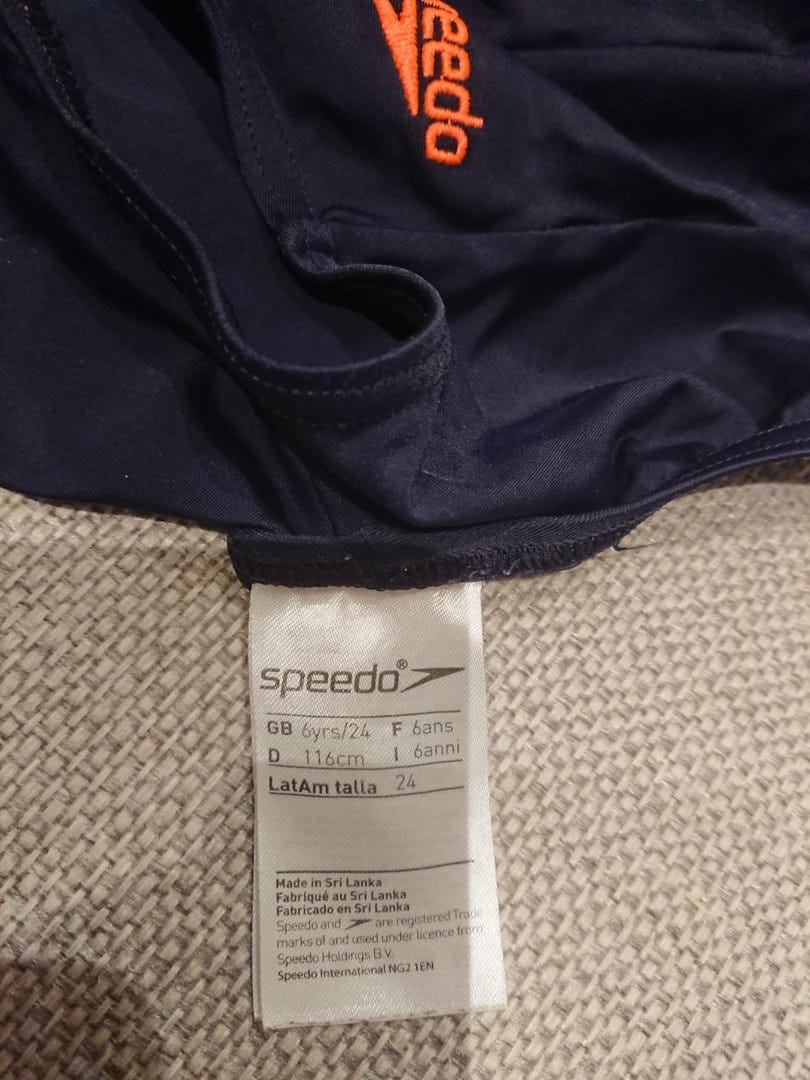 speedo
speedo®
GB 6yrs/24 F 6ans
D 116cm I 6anni
LatAm talla 24
Made in Sri Lanka
Fabriqué au Sri Lanka
Fabricado en Sri Lanka
Speedo and are registered Trade
marks of and used under licence from
Speedo Holdings B.V.
Speedo International NG2 1EN